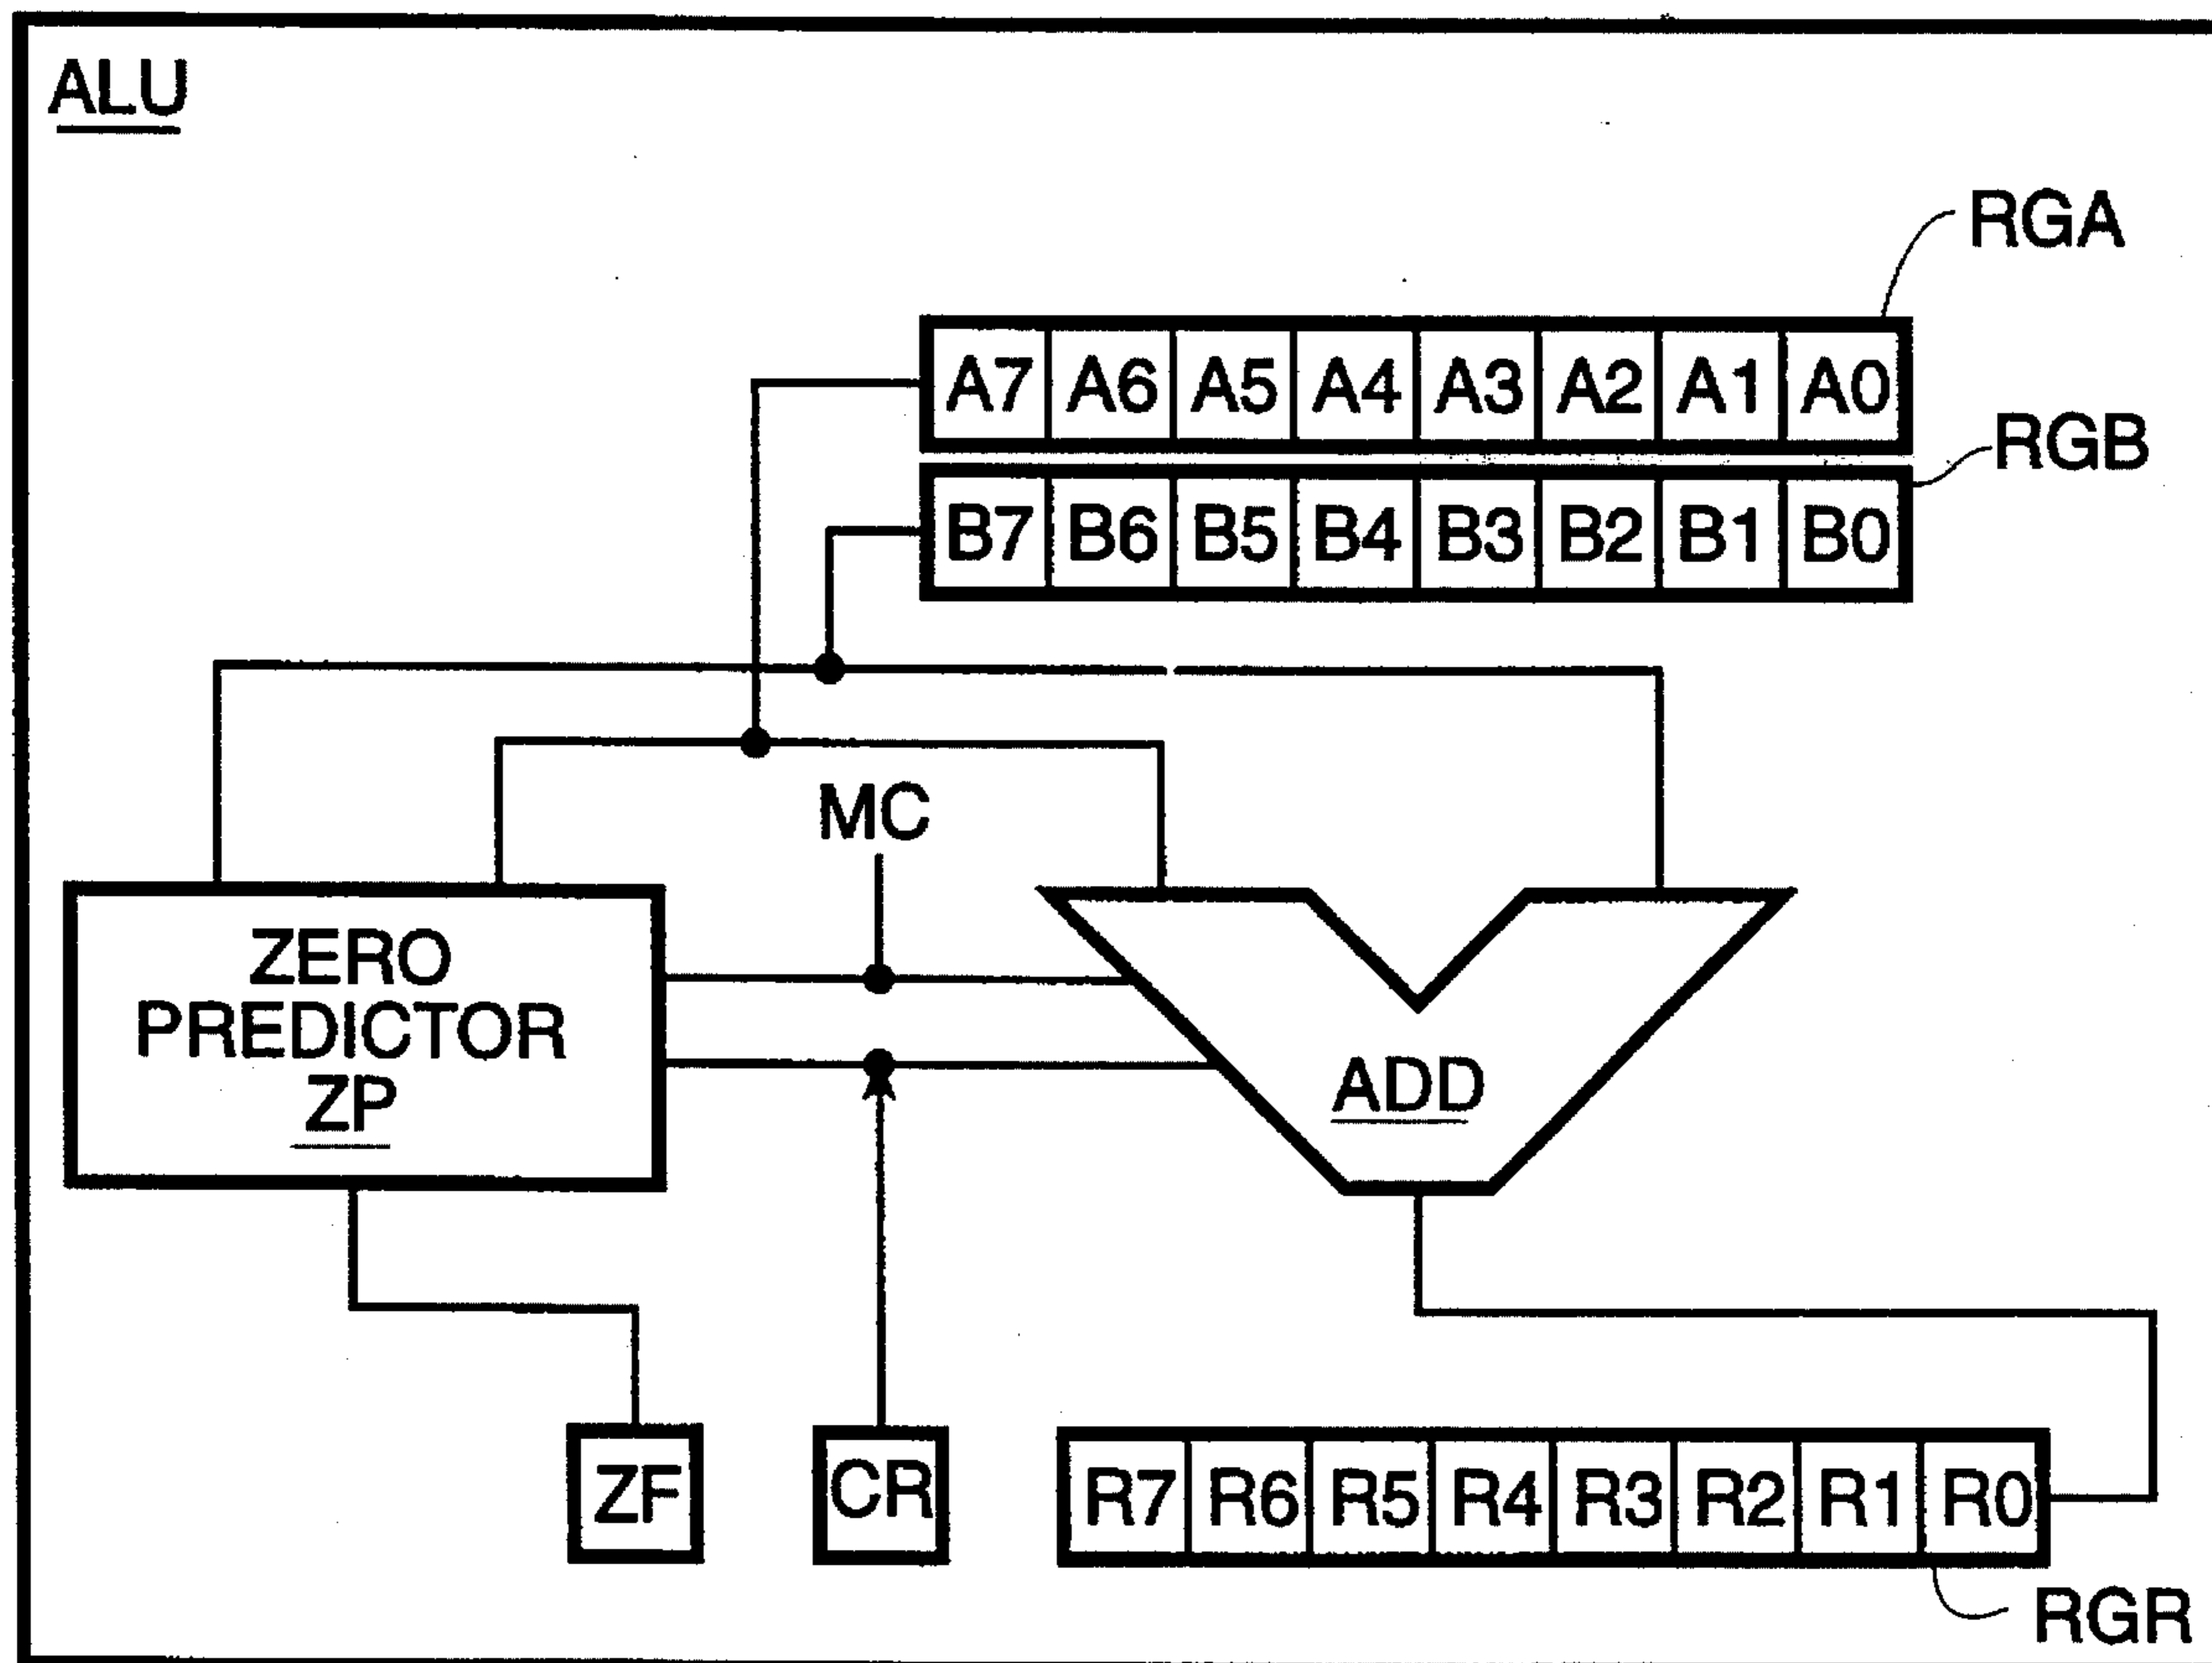 ALU
RGA
A7 A6 A5 A4 A3 A2 A1 A0
RGB
B7 B6 B5 B4 B3 B2 B1 B0
MC
ZERO
PREDICTOR
ZP
ADD
ZF
CR
R7 R6 R5 R4 R3 R2 R1 R0
RGR